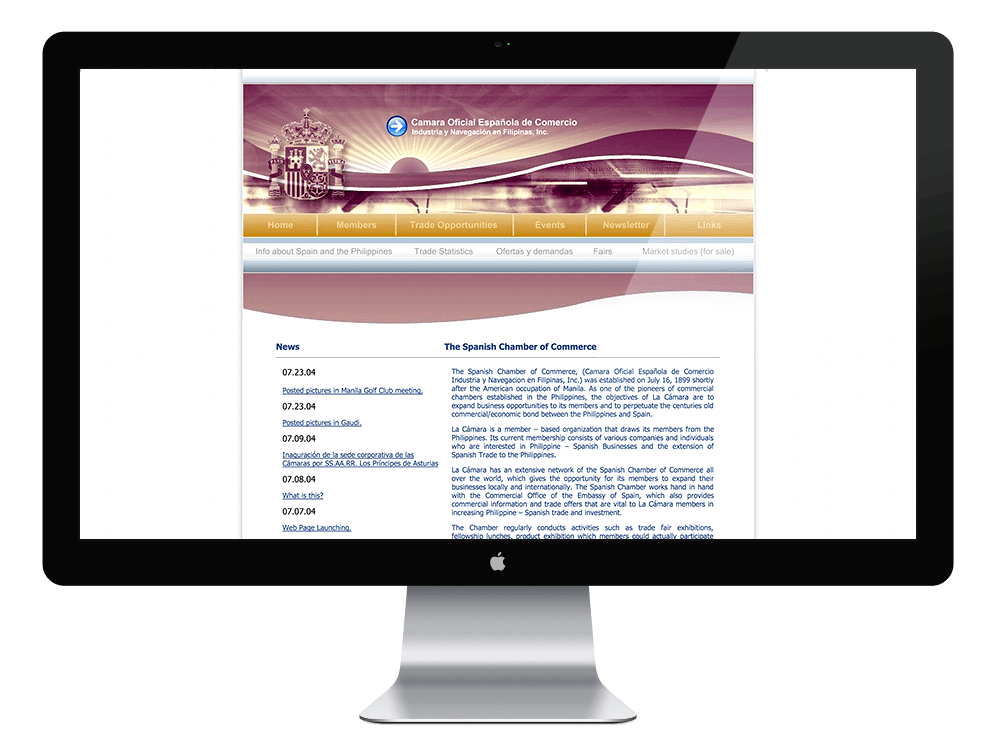 Camara Oficial Española de Comercio
Industria y Navegación en Filipinas, Inc.
Home Members Trade Opportunities Events Newsletter Links
Info about Spain and the Philippines Trade Statistics Ofertas y demandas Fairs Market studies (for sale)
News
07.23.04
Posted pictures in Manila Golf Club meeting.
07.23.04
Posted pictures in Gaudi.
07.09.04
Inaguración de la sede corporativa de las
Cámaras por SS.AA.RR. Los Príncipes de Asturias
07.08.04
What is this?
07.07.04
Web Page Launching.
The Spanish Chamber of Commerce
The Spanish Chamber of Commerce, (Camara Oficial Española de Comercio
Industria y Navegacion en Filipinas, Inc.) was established on July 16, 1899 shortly
after the American occupation of Manila. As one of the pioneers of commercial
chambers established in the Philippines, the objectives of La Cámara are to
expand business opportunities to its members and to perpetuate the centuries old
commercial/economic bond between the Philippines and Spain.
La Cámara is a member – based organization that draws its members from the
Philippines. Its current membership consists of various companies and individuals
who are interested in Philippine – Spanish Businesses and the extension of
Spanish Trade to the Philippines.
La Cámara has an extensive network of the Spanish Chamber of Commerce all
over the world, which gives the opportunity for its members to expand their
businesses locally and internationally. The Spanish Chamber works hand in hand
with the Commercial Office of the Embassy of Spain, which also provides
commercial information and trade offers that are vital to La Cámara members in
increasing Philippine – Spanish trade and investment.
The Chamber regularly conducts activities such as trade fair exhibitions,
fellowship lunches, product exhibition which members could actually participate